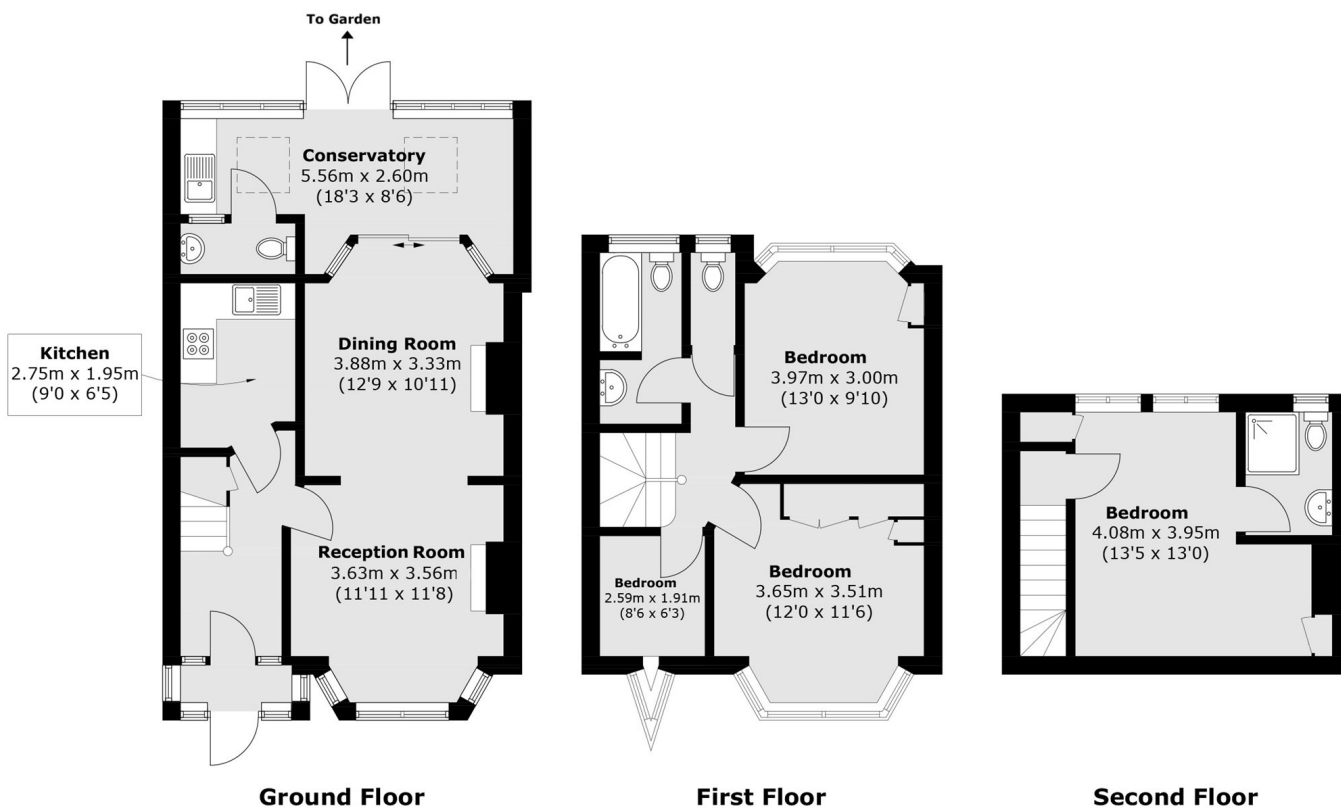 To Garden
Conservatory
5.56m x 2.60m
(18'3 x 8'6)
Kitchen
2.75m x 1.95m
(9'0 x 6'5)
Dining Room
3.88m x 3.33m
(12'9 x 10'11)
Reception Room
3.63m x 3.56m
(11'11 x 11'8)
Ground Floor
Bedroom
3.97m x 3.00m
(13'0 x 9'10)
Bedroom
2.59m x 1.91m
(8'6 x 6'3)
Bedroom
3.65m x 3.51m
(12'0 x 11'6)
First Floor
Bedroom
4.08m x 3.95m
(13'5 x 13'0)
Second Floor